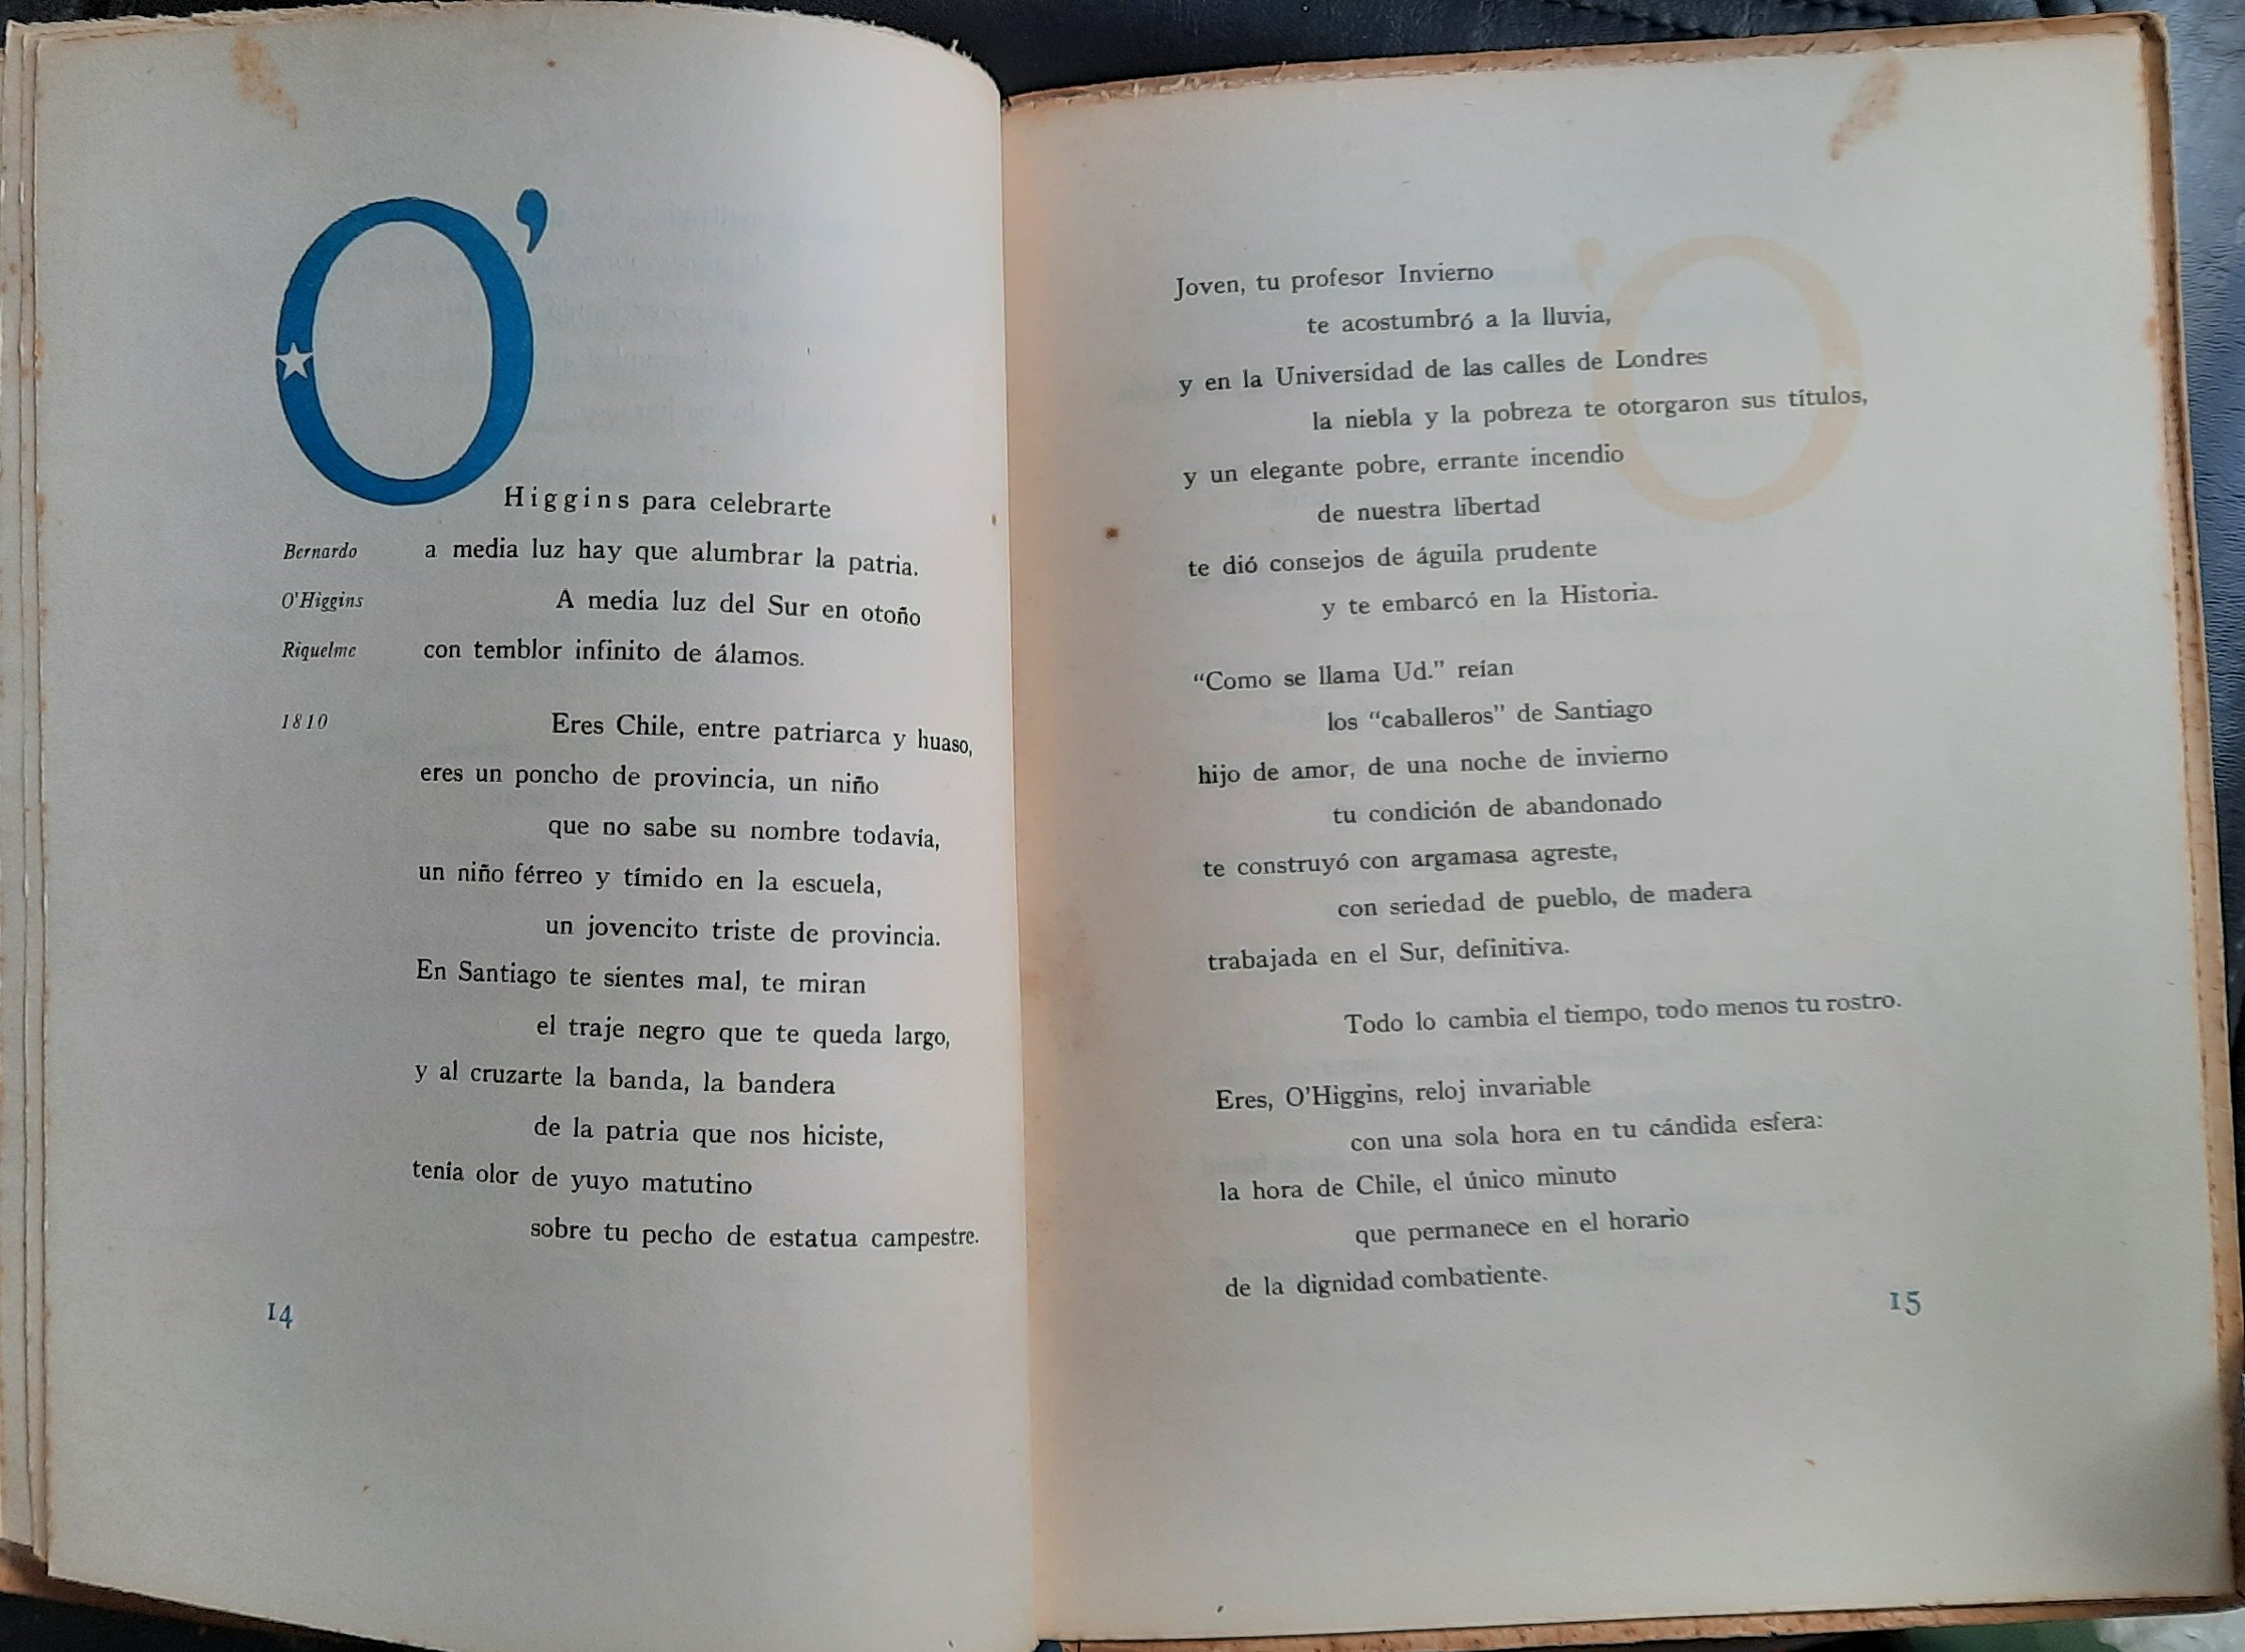 O'
Higgins para celebrarte
Bernardo a media luz hay que alumbrar la patria.
O'Higgins A media luz del Sur en otoño
Riquelme con temblor infinito de álamos.
1810 Eres Chile, entre patriarca y huaso,
eres un poncho de provincia, un niño
que no sabe su nombre todavía,
un niño férreo y tímido en la escuela,
un jovencito triste de provincia.
En Santiago te sientes mal, te miran
el traje negro que te queda largo,
y al cruzarte la banda, la bandera
de la patria que nos hiciste,
tenía olor de yuyo matutino
sobre tu pecho de estatua campestre.
14
Joven, tu profesor Invierno
te acostumbró a la lluvia,
y en la Universidad de las calles de Londres
la niebla y la pobreza te otorgaron sus títulos,
y un elegante pobre, errante incendio
de nuestra libertad
te dió consejos de águila prudente
y te embarcó en la Historia.
“Como se llama Ud.” reían
los “caballeros” de Santiago
hijo de amor, de una noche de invierno
tu condición de abandonado
te construyó con argamasa agreste,
con seriedad de pueblo, de madera
trabajada en el Sur, definitiva.
Todo lo cambia el tiempo, todo menos tu rostro.
Eres, O’Higgins, reloj invariable
con una sola hora en tu cándida esfera:
la hora de Chile, el único minuto
que permanece en el horario
de la dignidad combatiente.
15